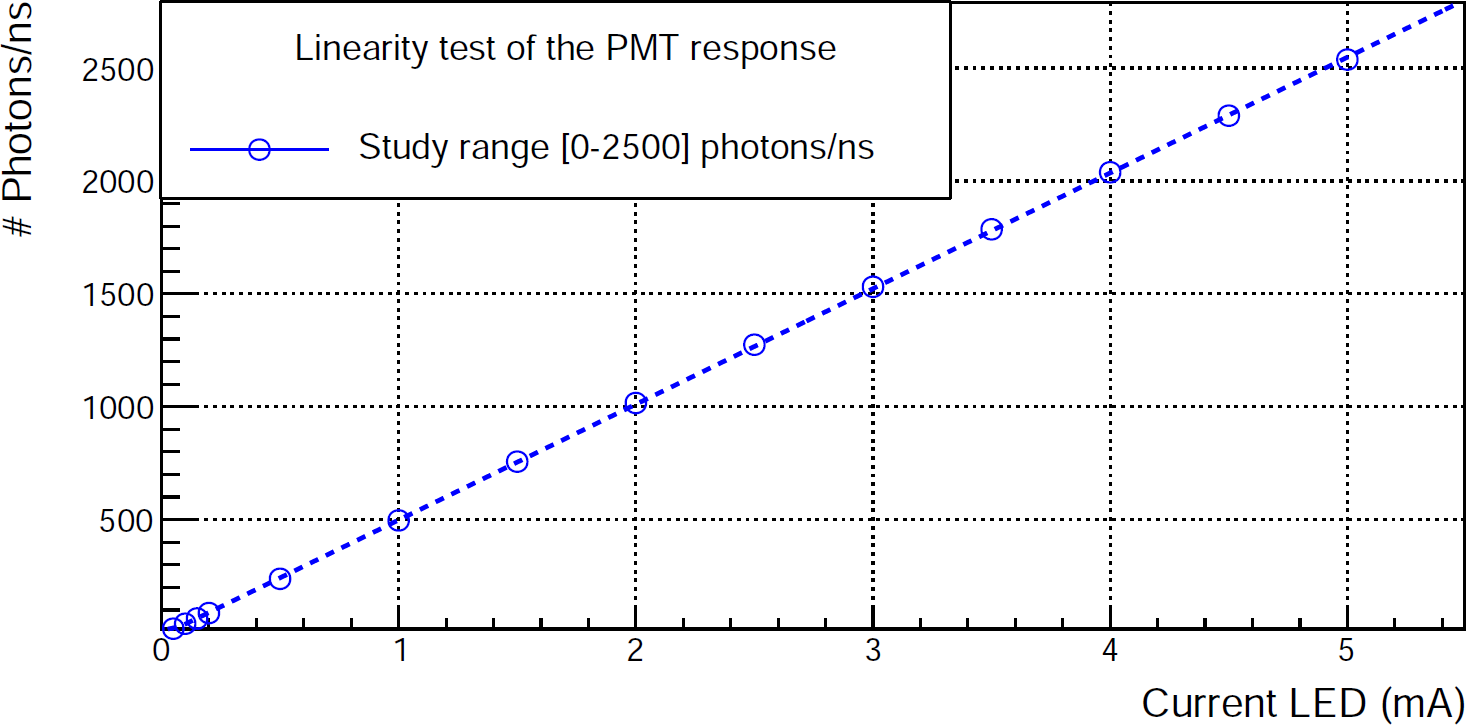 # Photons/ns
Linearity test of the PMT response
Study range [0-2500] photons/ns
2500
2000
1500
1000
500
0 1 2 3 4 5
Current LED (mA)